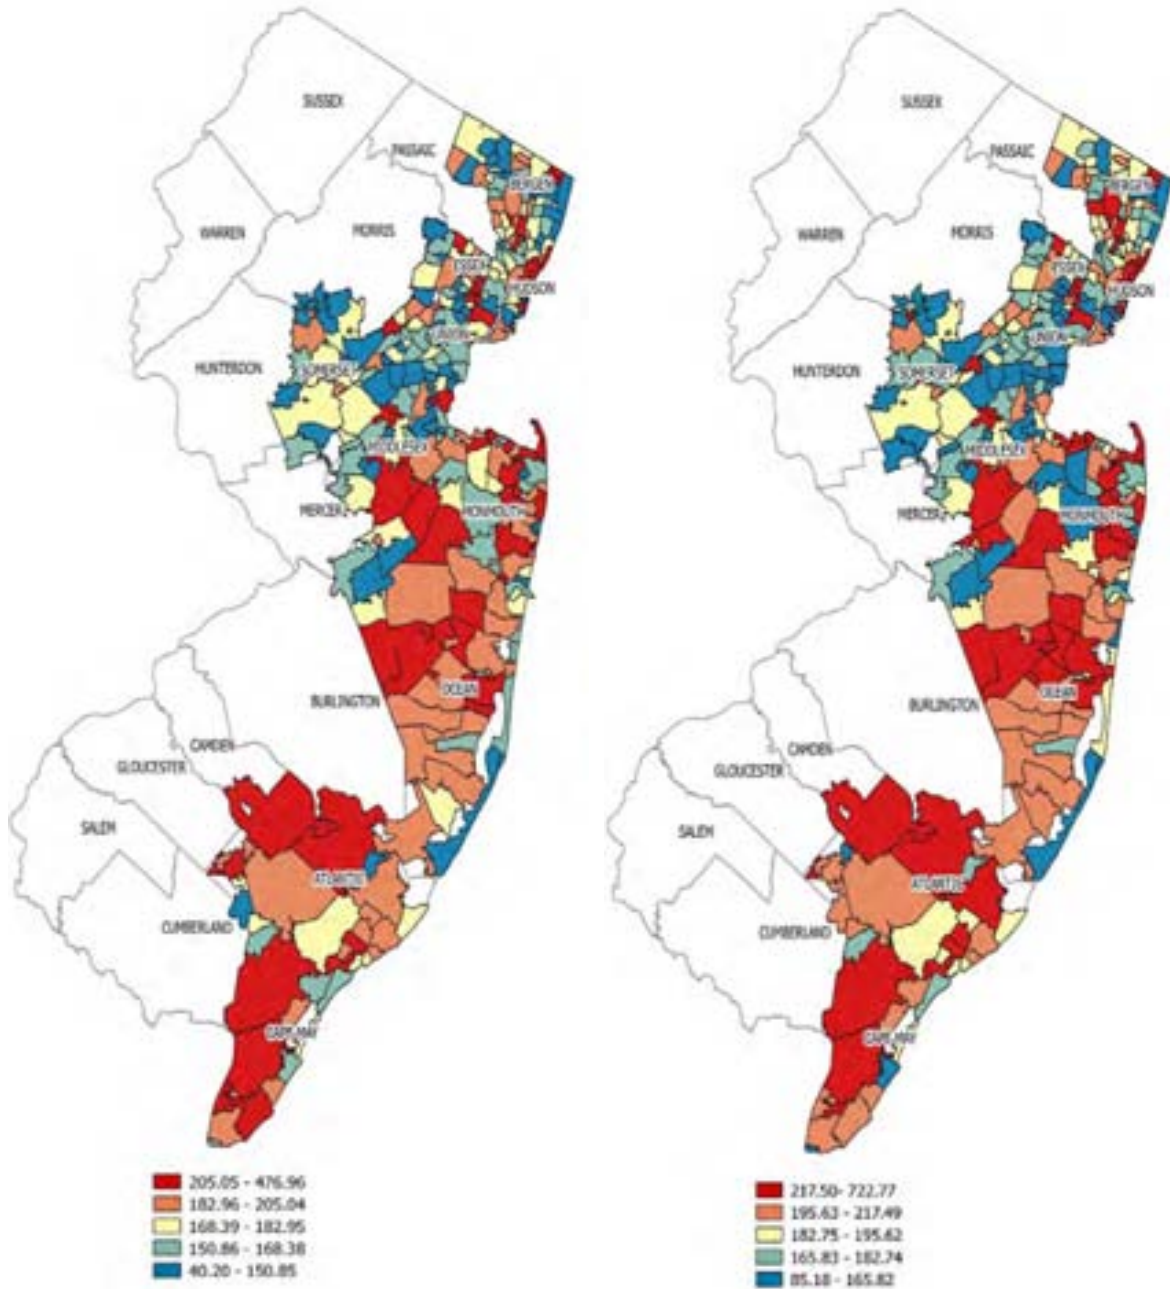 SUSSEX
PASSAIC
BERGEN
WARREN
MORRIS
ESSEX
HUDSON
UNION
HUNTERDON
SOMERSET
MIDDLESEX
MERCER
MONMOUTH
OCEAN
BURLINGTON
CAMDEN
GLOUCESTER
SALEM
ATLANTIC
CUMBERLAND
CAPE MAY
205.05 - 476.96
182.96 - 205.04
168.39 - 182.95
150.86 - 168.38
40.20 - 150.85
SUSSEX
PASSAIC
BERGEN
WARREN
MORRIS
ESSEX
HUDSON
UNION
HUNTERDON
SOMERSET
MIDDLESEX
MERCER
MONMOUTH
OCEAN
BURLINGTON
CAMDEN
GLOUCESTER
SALEM
ATLANTIC
CUMBERLAND
CAPE MAY
217.50- 722.77
195.63 - 217.49
182.75 - 195.62
165.83 - 182.74
85.18 - 165.82